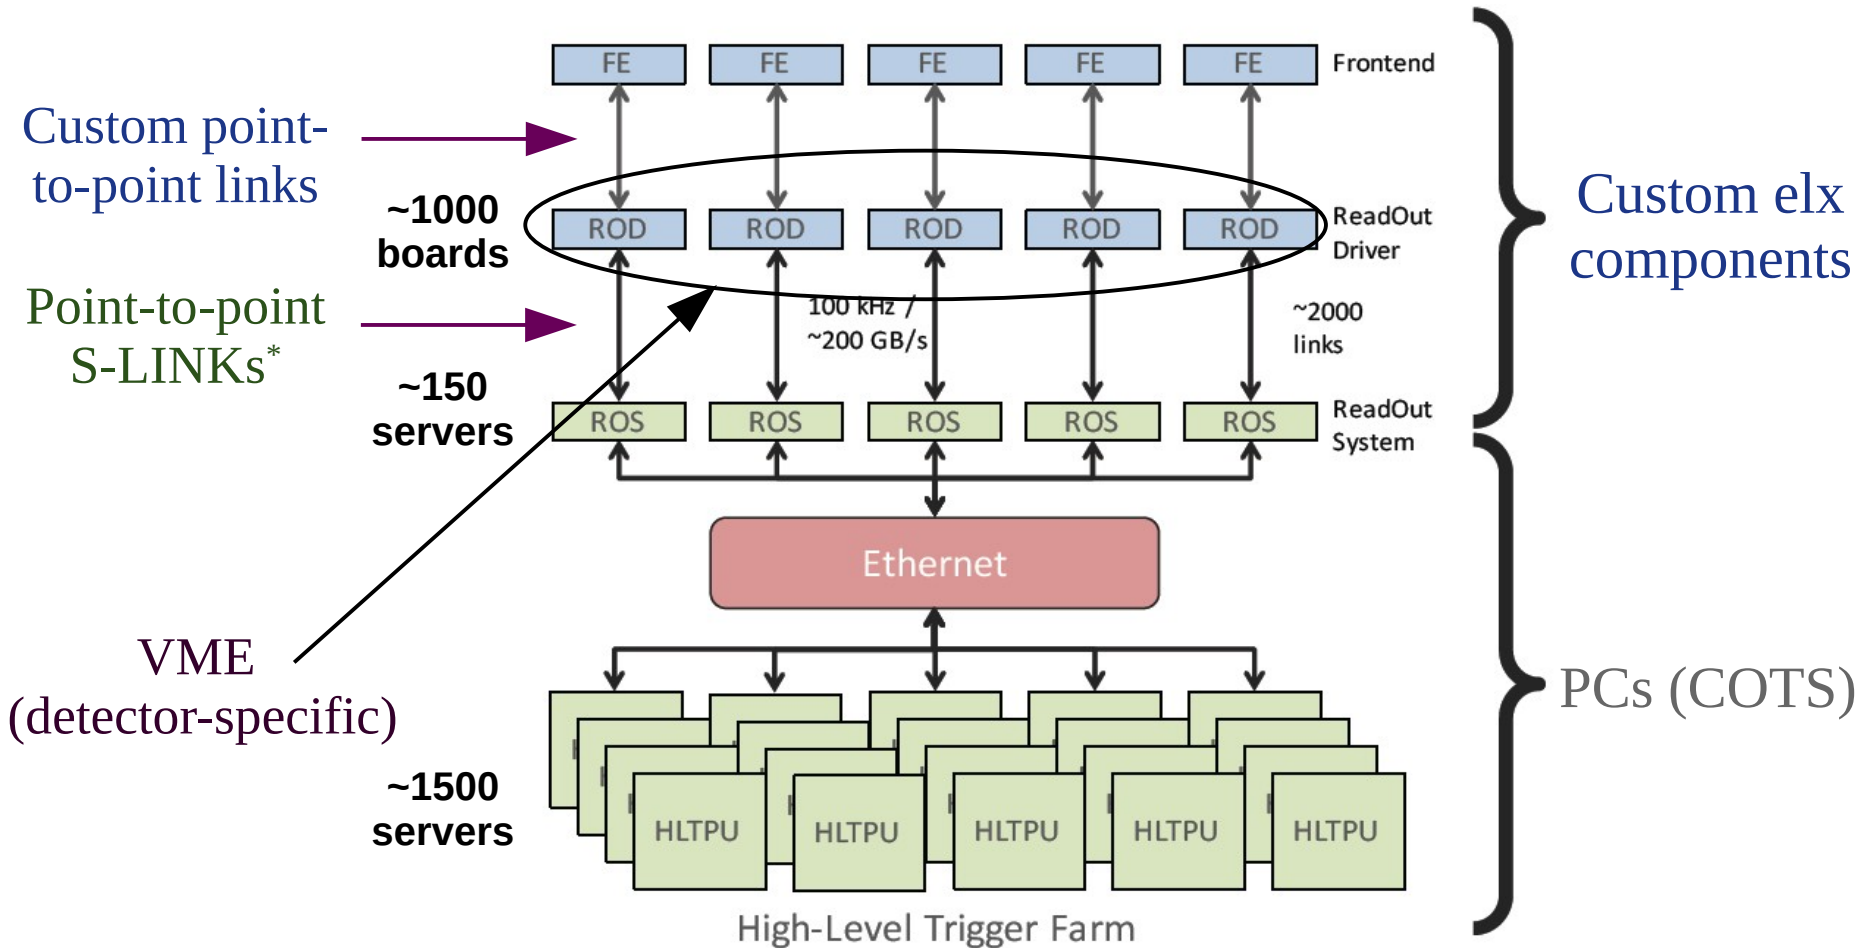 FE FE FE FE FE Frontend
Custom point-
to-point links
~1000
boards
ROD ROD ROD ROD ROD
ReadOut
Driver
Custom elx
components
Point-to-point
S-LINKs*
100 kHz /
~200 GB/s
~2000
links
~150
servers
ROS ROS ROS ROS ROS
ReadOut
System
Ethernet
VME
(detector-specific)
PCs (COTS)
~1500
servers
HLTPU HLTPU HLTPU HLTPU HLTPU
High-Level Trigger Farm